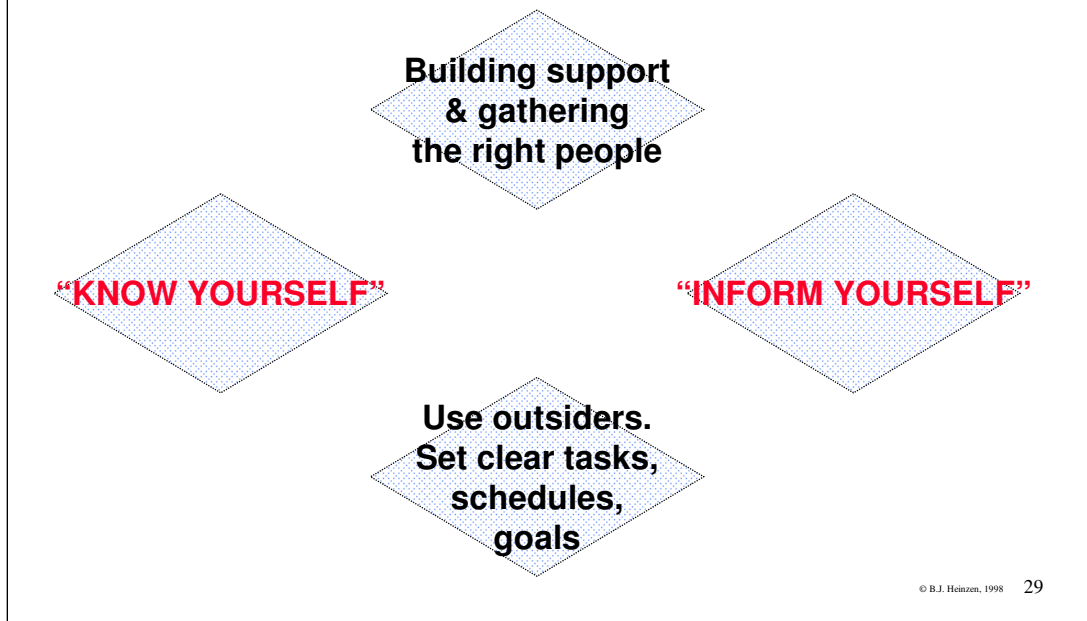 Building support
& gathering
the right people
“KNOW YOURSELF”
“INFORM YOURSELF”
Use outsiders.
Set clear tasks,
schedules,
goals
© B.J. Heinzen, 1998 29